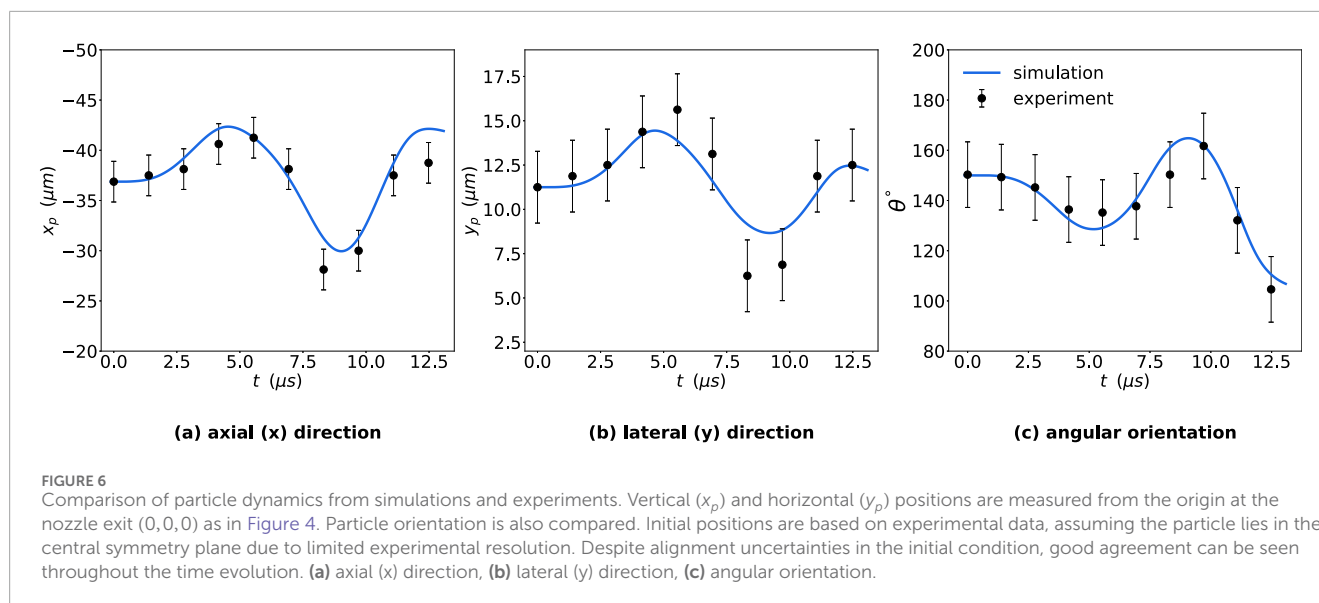 −50
−45
−40
−35
−30
−25
−20
x_p (μm)
0.0 2.5 5.0 7.5 10.0 12.5
t (μs)
(a) axial (x) direction
17.5
15.0
12.5
10.0
7.5
5.0
2.5
y_p (μm)
0.0 2.5 5.0 7.5 10.0 12.5
t (μs)
(b) lateral (y) direction
200
180
160
140
120
100
80
θ°
simulation
experiment
0.0 2.5 5.0 7.5 10.0 12.5
t (μs)
(c) angular orientation
FIGURE 6
Comparison of particle dynamics from simulations and experiments. Vertical (x_p) and horizontal (y_p) positions are measured from the origin at the
nozzle exit (0,0,0) as in Figure 4. Particle orientation is also compared. Initial positions are based on experimental data, assuming the particle lies in the
central symmetry plane due to limited experimental resolution. Despite alignment uncertainties in the initial condition, good agreement can be seen
throughout the time evolution. (a) axial (x) direction, (b) lateral (y) direction, (c) angular orientation.